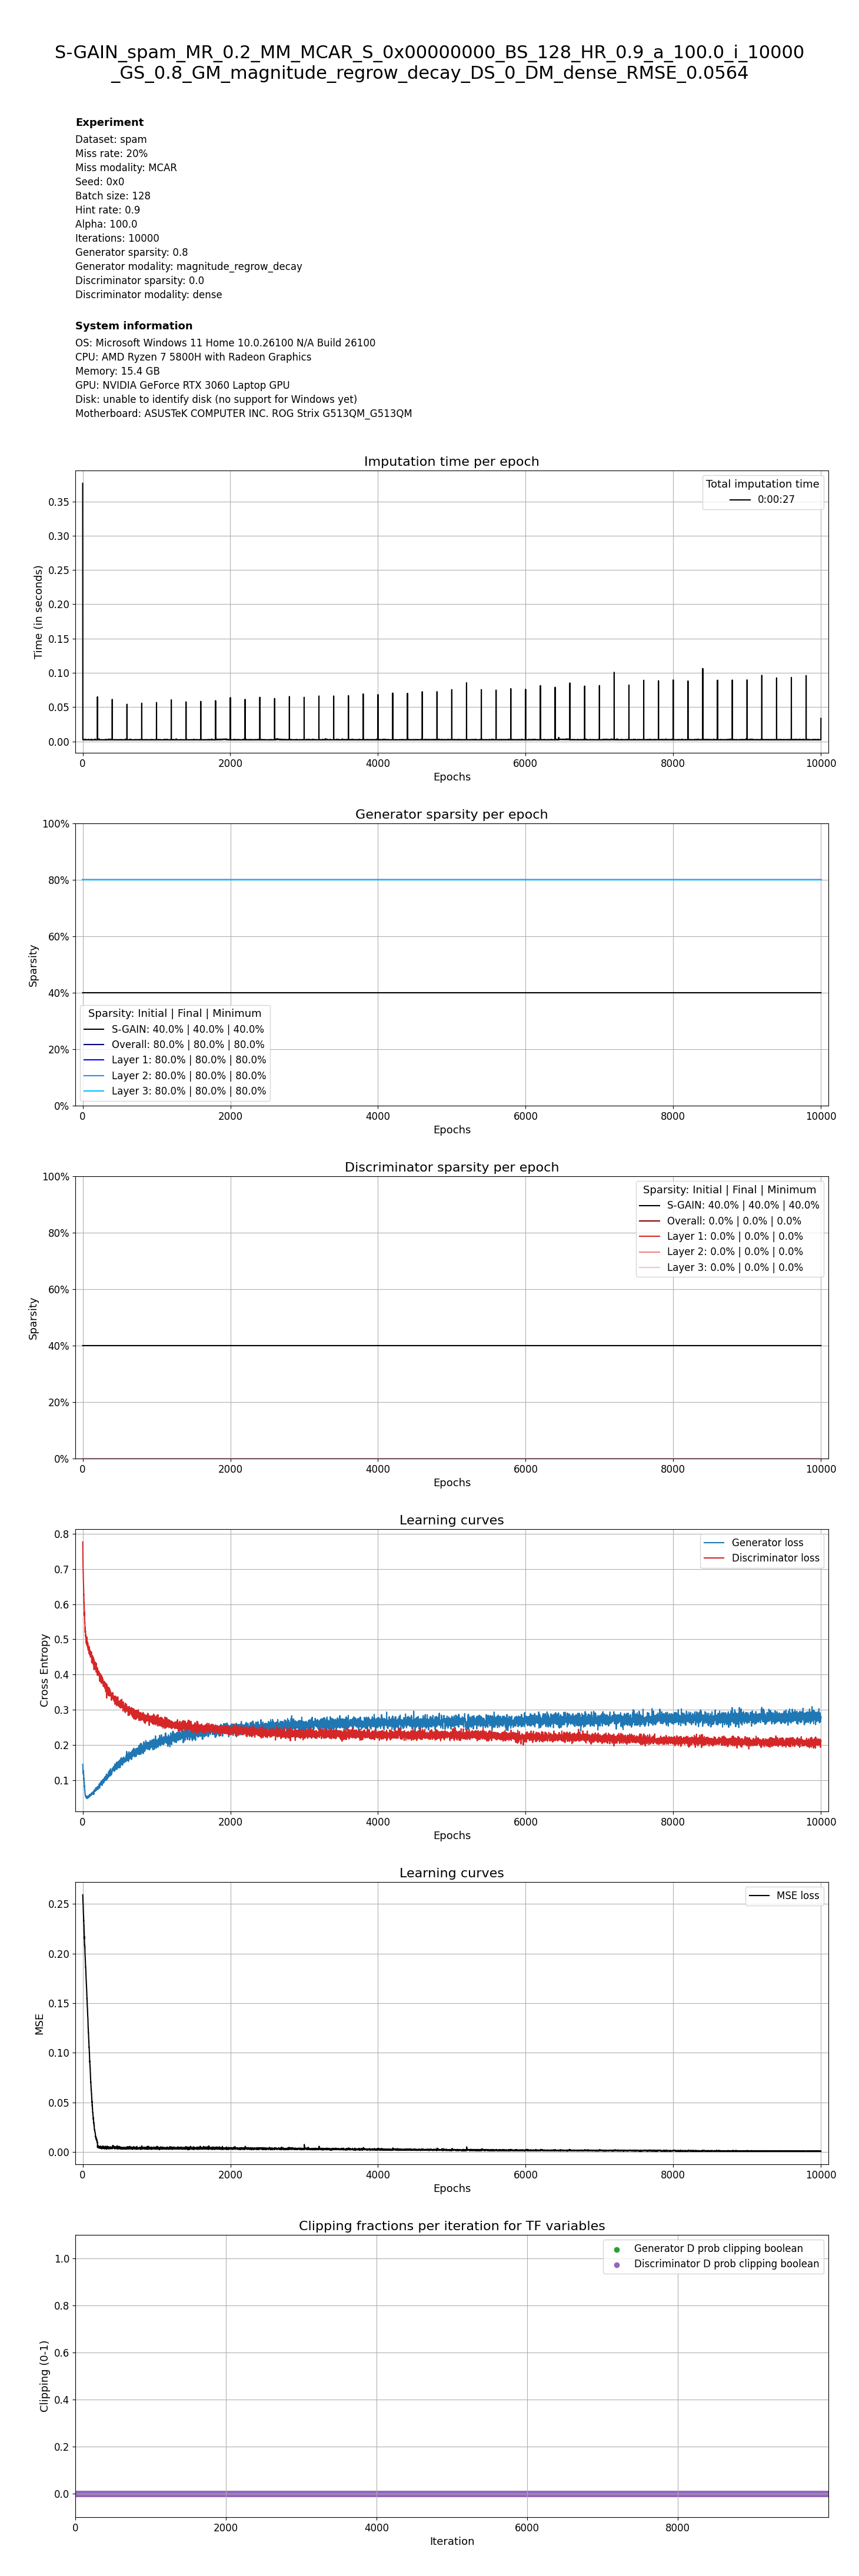 S-GAIN_spam_MR_0.2_MM_MCAR_S_0x00000000_BS_128_HR_0.9_a_100.0_i_10000
_GS_0.8_GM_magnitude_regrow_decay_DS_0_DM_dense_RMSE_0.0564
Experiment
Dataset: spam
Miss rate: 20%
Miss modality: MCAR
Seed: 0x0
Batch size: 128
Hint rate: 0.9
Alpha: 100.0
Iterations: 10000
Generator sparsity: 0.8
Generator modality: magnitude_regrow_decay
Discriminator sparsity: 0.0
Discriminator modality: dense
System information
OS: Microsoft Windows 11 Home 10.0.26100 N/A Build 26100
CPU: AMD Ryzen 7 5800H with Radeon Graphics
Memory: 15.4 GB
GPU: NVIDIA GeForce RTX 3060 Laptop GPU
Disk: unable to identify disk (no support for Windows yet)
Motherboard: ASUSTeK COMPUTER INC. ROG Strix G513QM_G513QM
Imputation time per epoch
Total imputation time
0:00:27
Time (in seconds)
0.35
0.30
0.25
0.20
0.15
0.10
0.05
0.00
0 2000 4000 6000 8000 10000
Epochs
Generator sparsity per epoch
Sparsity
100%
80%
60%
40%
20%
0%
Sparsity: Initial | Final | Minimum
S-GAIN: 40.0% | 40.0% | 40.0%
Overall: 80.0% | 80.0% | 80.0%
Layer 1: 80.0% | 80.0% | 80.0%
Layer 2: 80.0% | 80.0% | 80.0%
Layer 3: 80.0% | 80.0% | 80.0%
0 2000 4000 6000 8000 10000
Epochs
Discriminator sparsity per epoch
Sparsity: Initial | Final | Minimum
S-GAIN: 40.0% | 40.0% | 40.0%
Overall: 0.0% | 0.0% | 0.0%
Layer 1: 0.0% | 0.0% | 0.0%
Layer 2: 0.0% | 0.0% | 0.0%
Layer 3: 0.0% | 0.0% | 0.0%
Sparsity
100%
80%
60%
40%
20%
0%
0 2000 4000 6000 8000 10000
Epochs
Learning curves
Generator loss
Discriminator loss
Cross Entropy
0.8
0.7
0.6
0.5
0.4
0.3
0.2
0.1
0 2000 4000 6000 8000 10000
Epochs
Learning curves
MSE loss
MSE
0.25
0.20
0.15
0.10
0.05
0.00
0 2000 4000 6000 8000 10000
Epochs
Clipping fractions per iteration for TF variables
Generator D prob clipping boolean
Discriminator D prob clipping boolean
Clipping (0-1)
1.0
0.8
0.6
0.4
0.2
0.0
0 2000 4000 6000 8000
Iteration